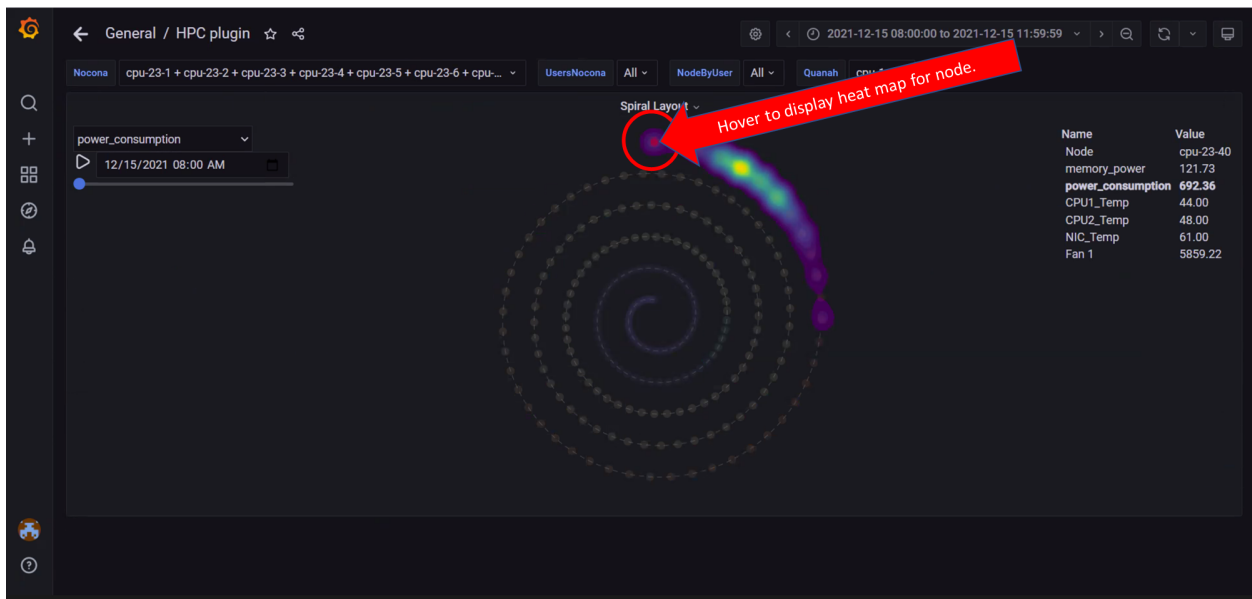 General / HPC plugin
2021-12-15 08:00:00 to 2021-12-15 11:59:59
Nocona cpu-23-1 + cpu-23-2 + cpu-23-3 + cpu-23-4 + cpu-23-5 + cpu-23-6 + cpu-...
UsersNocona All
NodeByUser All
Quanah
Spiral Layout
Hover to display heat map for node.
power_consumption
12/15/2021 08:00 AM
Name Value
Node cpu-23-40
memory_power 121.73
power_consumption 692.36
CPU1_Temp 44.00
CPU2_Temp 48.00
NIC_Temp 61.00
Fan 1 5859.22